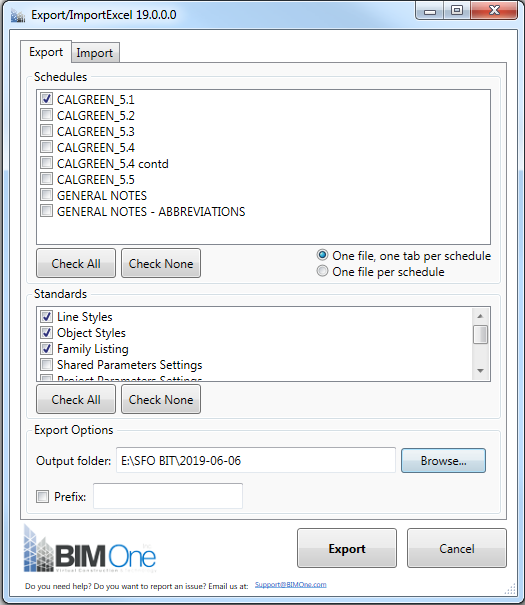 Export/ImportExcel 19.0.0.0
Export
Import
Schedules
CALGREEN_5.1
CALGREEN_5.2
CALGREEN_5.3
CALGREEN_5.4
CALGREEN_5.4 contd
CALGREEN_5.5
GENERAL NOTES
GENERAL NOTES - ABBREVIATIONS
Check All
Check None
One file, one tab per schedule
One file per schedule
Standards
Line Styles
Object Styles
Family Listing
Shared Parameters Settings
Project Parameters Settings
Check All
Check None
Export Options
Output folder:
E:\SFO BIT\2019-06-06
Browse...
Prefix:
BIMOne
Virtual Construction
Export
Cancel
Do you need help? Do you want to report an issue? Email us at: Support@BIMOne.com